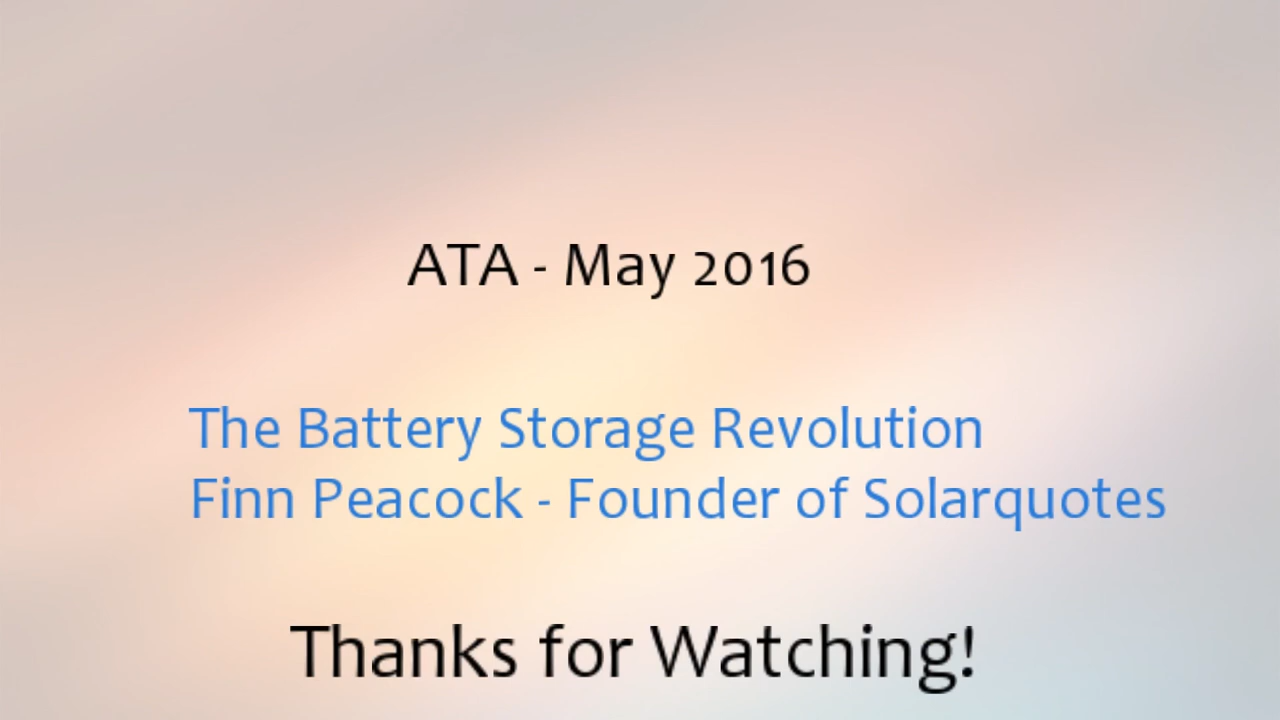 ATA - May 2016
The Battery Storage Revolution
Finn Peacock - Founder of Solarquotes
Thanks for Watching!